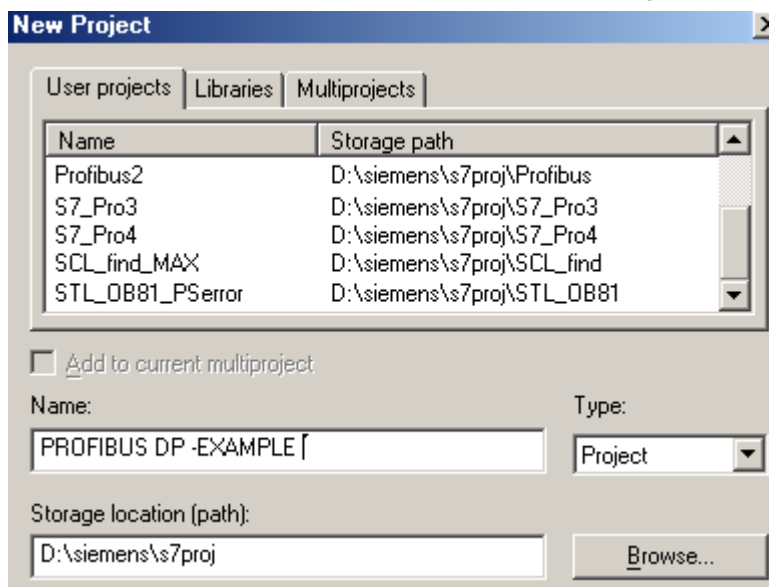 New Project
User projects Libraries Multiprojects
Name Storage path
Profibus2 D:\siemens\s7proj\Profibus
S7_Pro3 D:\siemens\s7proj\S7_Pro3
S7_Pro4 D:\siemens\s7proj\S7_Pro4
SCL_find_MAX D:\siemens\s7proj\SCL_find
STL_OB81_PSerror D:\siemens\s7proj\STL_OB81
Add to current multiproject
Name: Type:
PROFIBUS DP -EXAMPLE Project
Storage location (path):
D:\siemens\s7proj Browse...